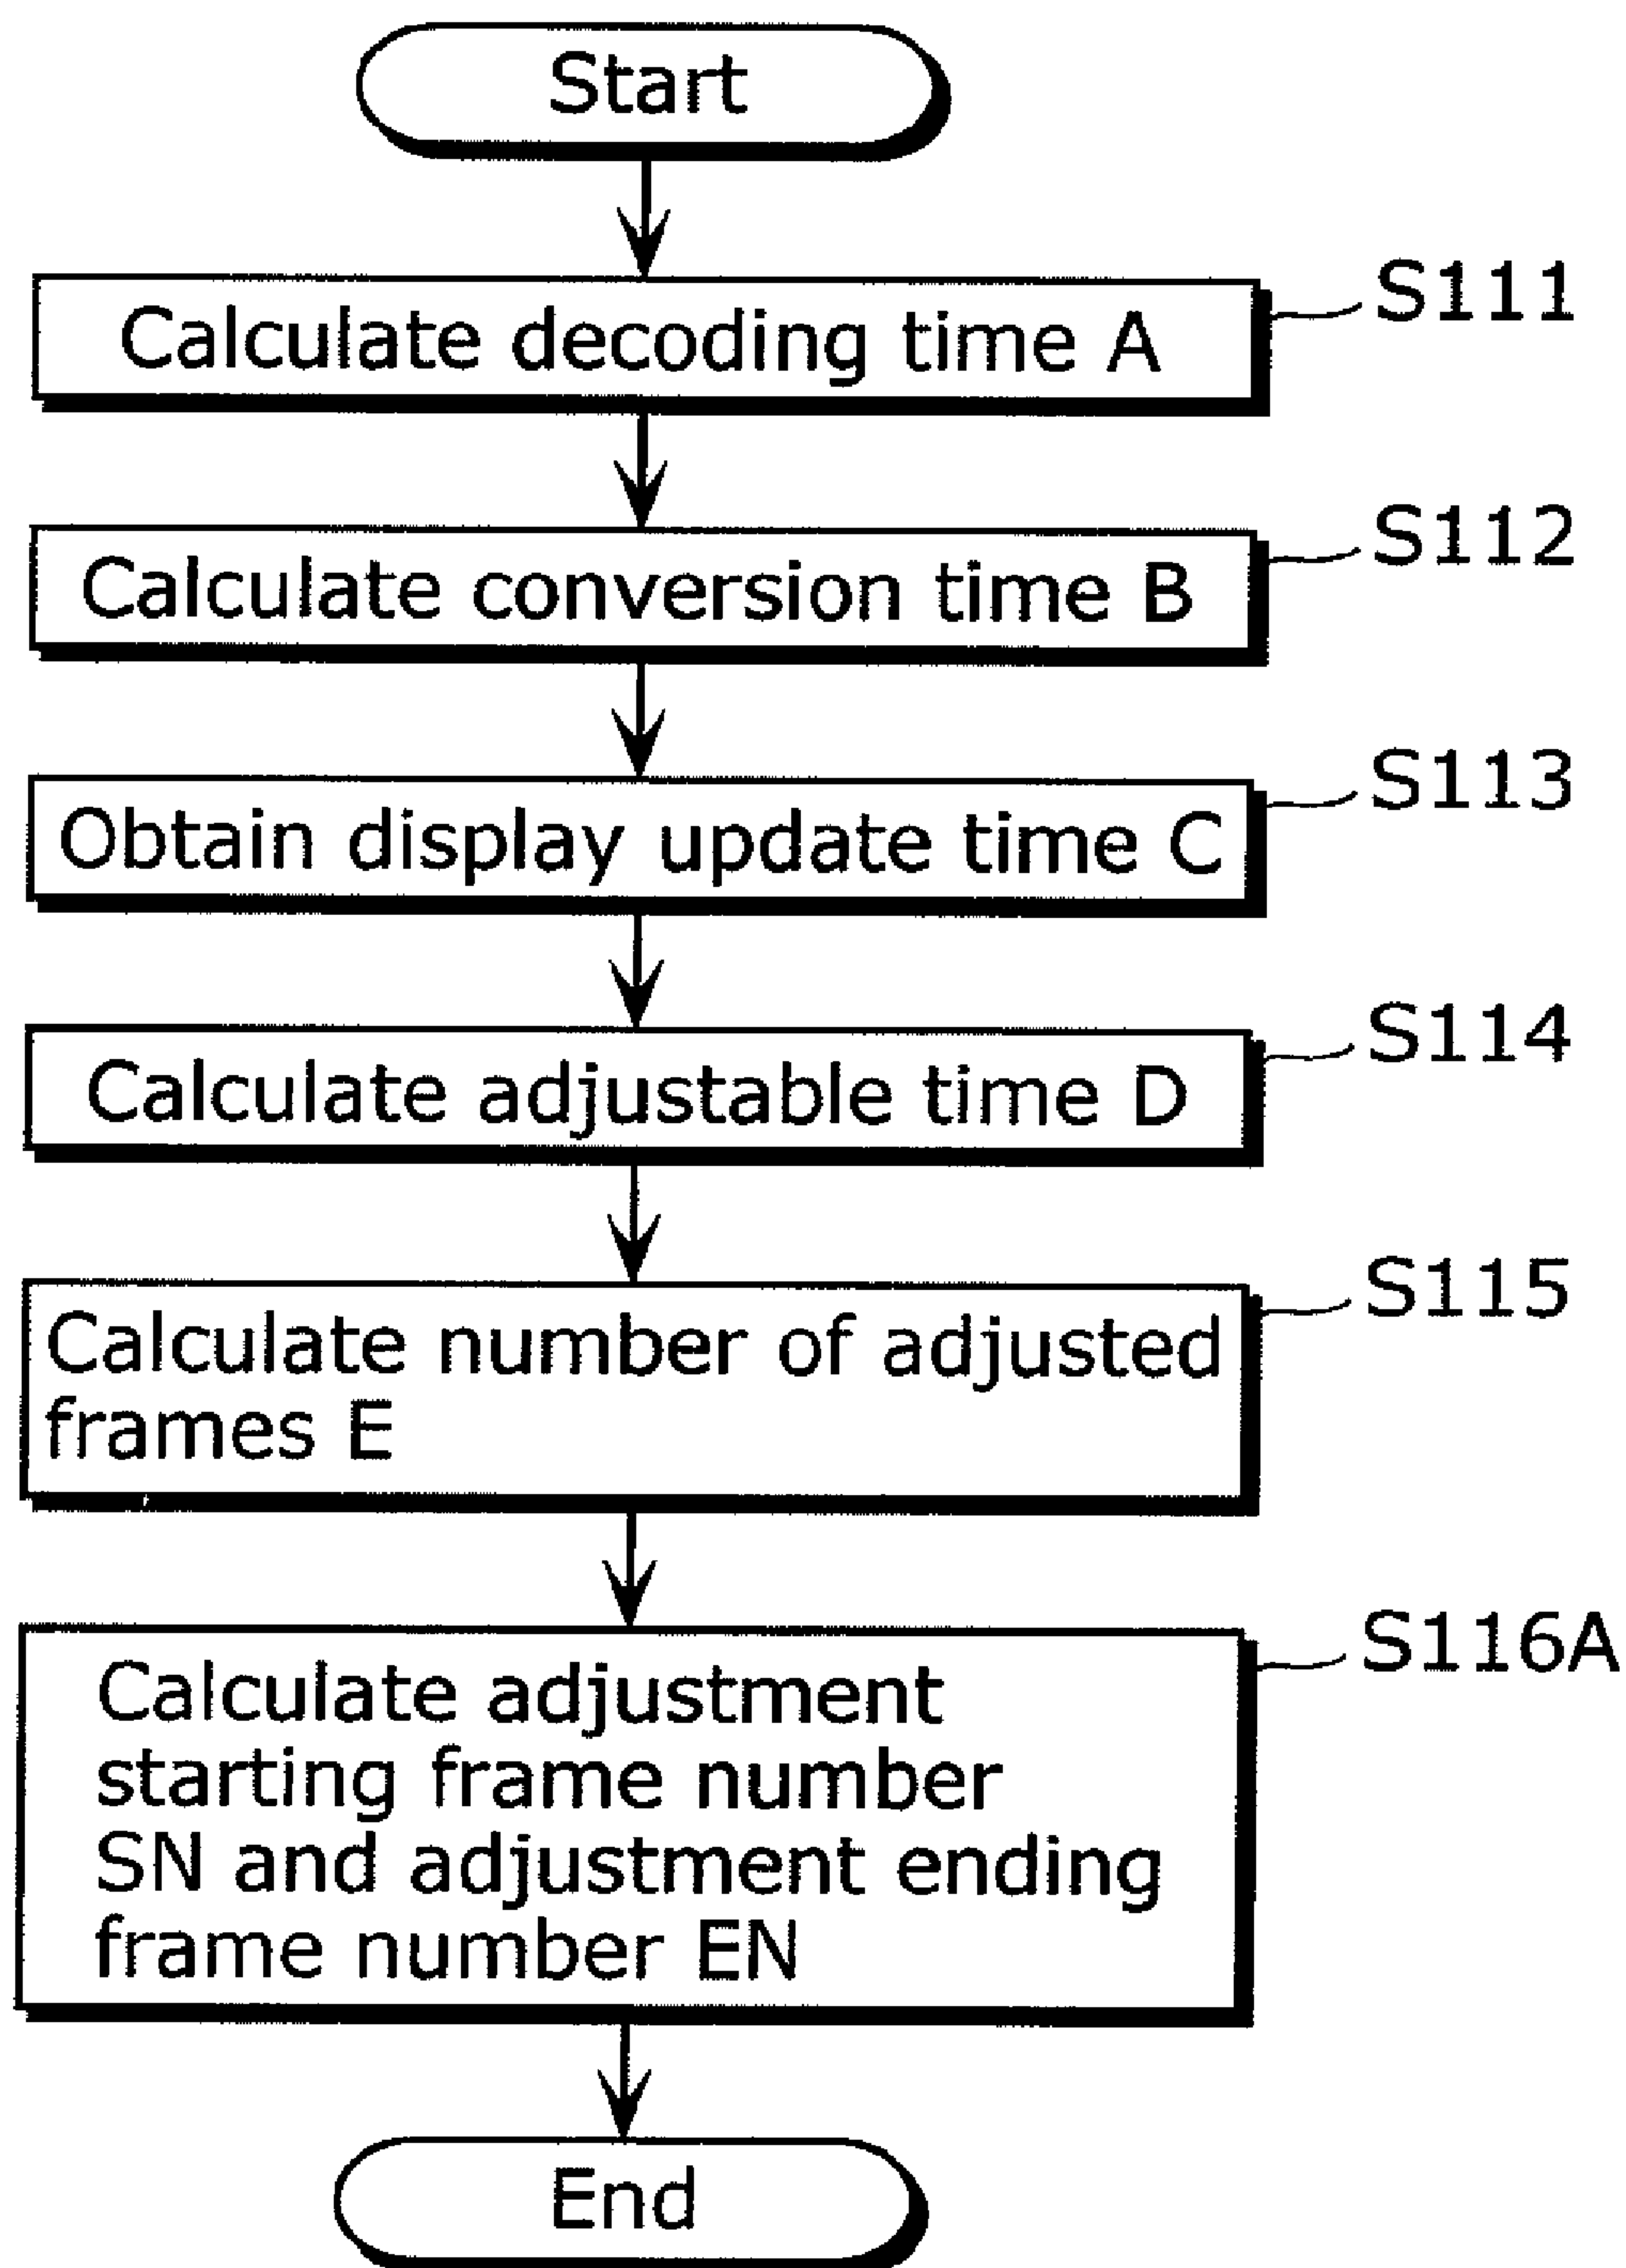 Start
Calculate decoding time A
S111
Calculate conversion time B
S112
Obtain display update time C
S113
Calculate adjustable time D
S114
Calculate number of adjusted
frames E
S115
Calculate adjustment
starting frame number
SN and adjustment ending
frame number EN
S116A
End